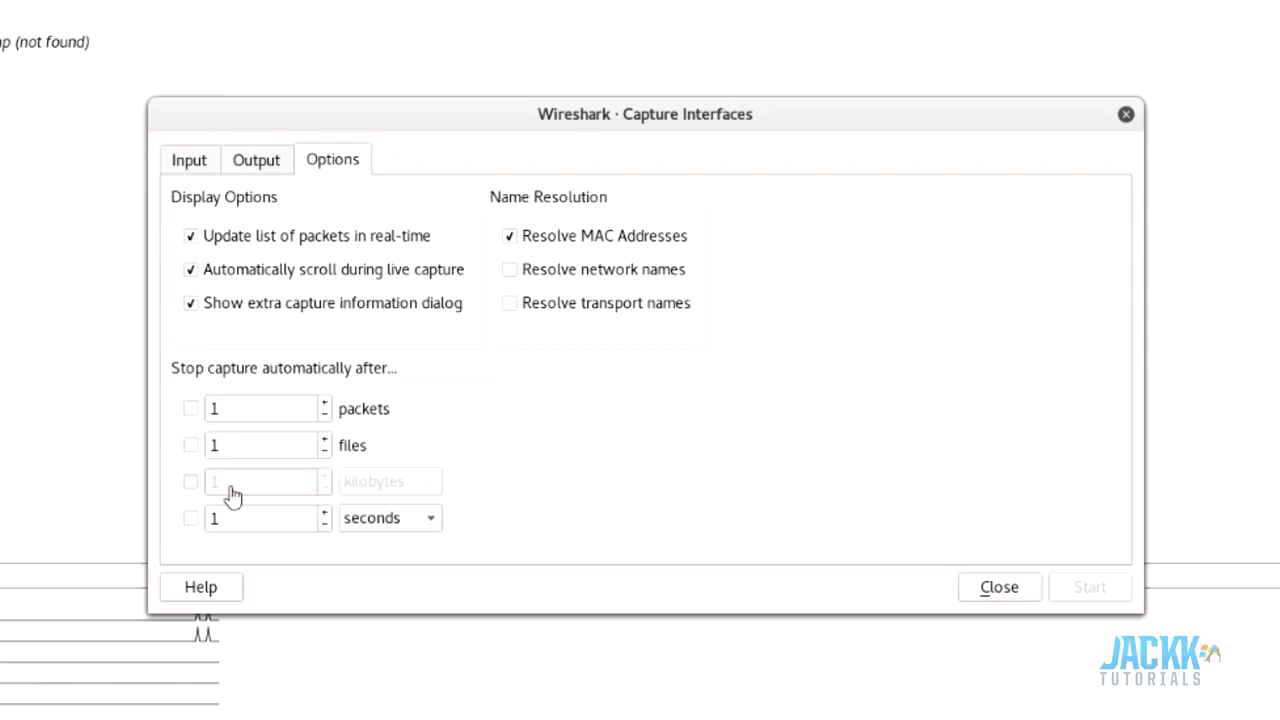 p (not found)
Wireshark · Capture Interfaces
Input
Output
Options
Display Options
Name Resolution
Update list of packets in real-time
Resolve MAC Addresses
Automatically scroll during live capture
Resolve network names
Show extra capture information dialog
Resolve transport names
Stop capture automatically after...
1 packets
1 files
1 kilobytes
1 seconds
Help
Close
Start
JACKK
TUTORIALS